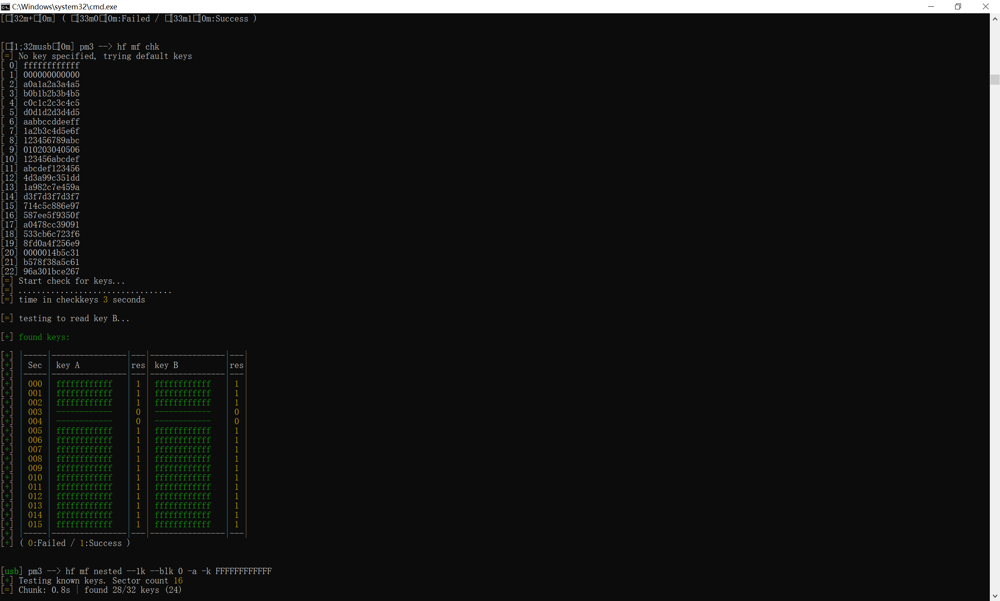 C:\Windows\system32\cmd.exe
[□[32m+□[0m] ( □[33m0□[0m:Failed / □[33m1□[0m:Success )
[□[1;32musb□[0m] pm3 --> hf mf chk
[=] No key specified, trying default keys
[ 0] ffffffffffff
[ 1] 000000000000
[ 2] a0a1a2a3a4a5
[ 3] b0b1b2b3b4b5
[ 4] c0c1c2c3c4c5
[ 5] d0d1d2d3d4d5
[ 6] aabbccddeeff
[ 7] 1a2b3c4d5e6f
[ 8] 123456789abc
[ 9] 010203040506
[10] 123456abcdef
[11] abcdef123456
[12] 4d3a99c351dd
[13] 1a982c7e459a
[14] d3f7d3f7d3f7
[15] 714c5c886e97
[16] 587ee5f9350f
[17] a0478cc39091
[18] 533cb6c723f6
[19] 8fd0a4f256e9
[20] 0000014b5c31
[21] b578f38a5c61
[22] 96a301bce267
[=] Start check for keys...
[=] .................................
[=] time in checkkeys 3 seconds
[=] testing to read key B...
[+] found keys:
[+] |-----|----------------|---|----------------|---|
[+] | Sec | key A          |res| key B          |res|
[+] |-----|----------------|---|----------------|---|
[+] | 000 | ffffffffffff   | 1 | ffffffffffff   | 1 |
[+] | 001 | ffffffffffff   | 1 | ffffffffffff   | 1 |
[+] | 002 | ffffffffffff   | 1 | ffffffffffff   | 1 |
[+] | 003 | ------------   | 0 | ------------   | 0 |
[+] | 004 | ------------   | 0 | ------------   | 0 |
[+] | 005 | ffffffffffff   | 1 | ffffffffffff   | 1 |
[+] | 006 | ffffffffffff   | 1 | ffffffffffff   | 1 |
[+] | 007 | ffffffffffff   | 1 | ffffffffffff   | 1 |
[+] | 008 | ffffffffffff   | 1 | ffffffffffff   | 1 |
[+] | 009 | ffffffffffff   | 1 | ffffffffffff   | 1 |
[+] | 010 | ffffffffffff   | 1 | ffffffffffff   | 1 |
[+] | 011 | ffffffffffff   | 1 | ffffffffffff   | 1 |
[+] | 012 | ffffffffffff   | 1 | ffffffffffff   | 1 |
[+] | 013 | ffffffffffff   | 1 | ffffffffffff   | 1 |
[+] | 014 | ffffffffffff   | 1 | ffffffffffff   | 1 |
[+] | 015 | ffffffffffff   | 1 | ffffffffffff   | 1 |
[+] |-----|----------------|---|----------------|---|
[+] ( 0:Failed / 1:Success )
[usb] pm3 --> hf mf nested --1k --blk 0 -a -k FFFFFFFFFFFF
[+] Testing known keys. Sector count 16
[=] Chunk: 0.8s | found 28/32 keys (24)